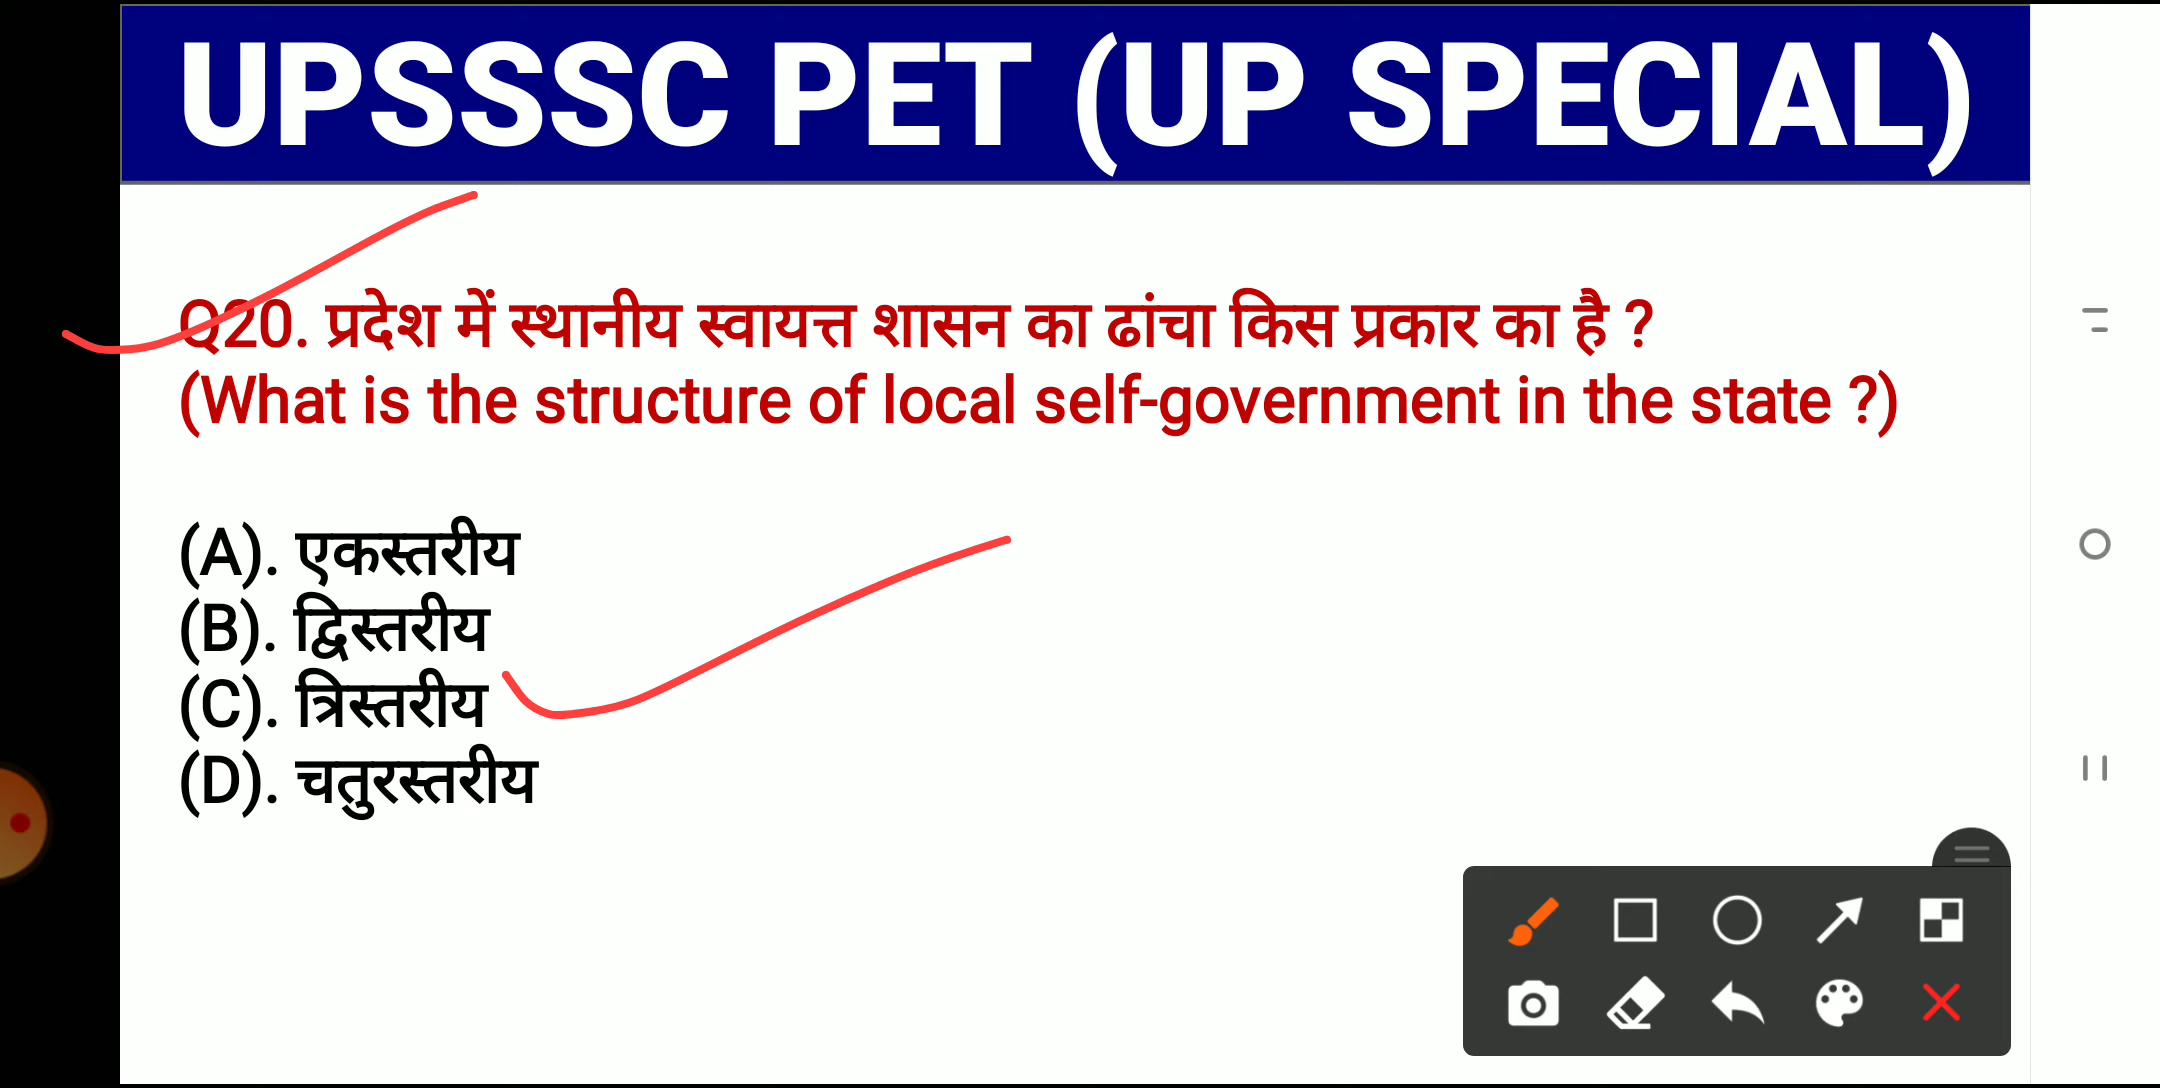 UPSSSC PET (UP SPECIAL)
Q20. प्रदेश में स्थानीय स्वायत्त शासन का ढांचा किस प्रकार का है ?
(What is the structure of local self-government in the state ?)
(A). एकस्तरीय
(B). द्विस्तरीय
(C). त्रिस्तरीय
(D). चतुरस्तरीय